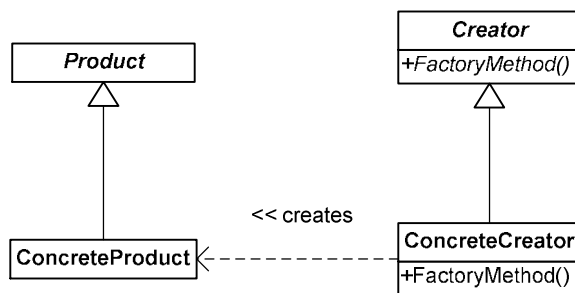 Creator
Product
+FactoryMethod()
<< creates
ConcreteProduct
ConcreteCreator
+FactoryMethod()